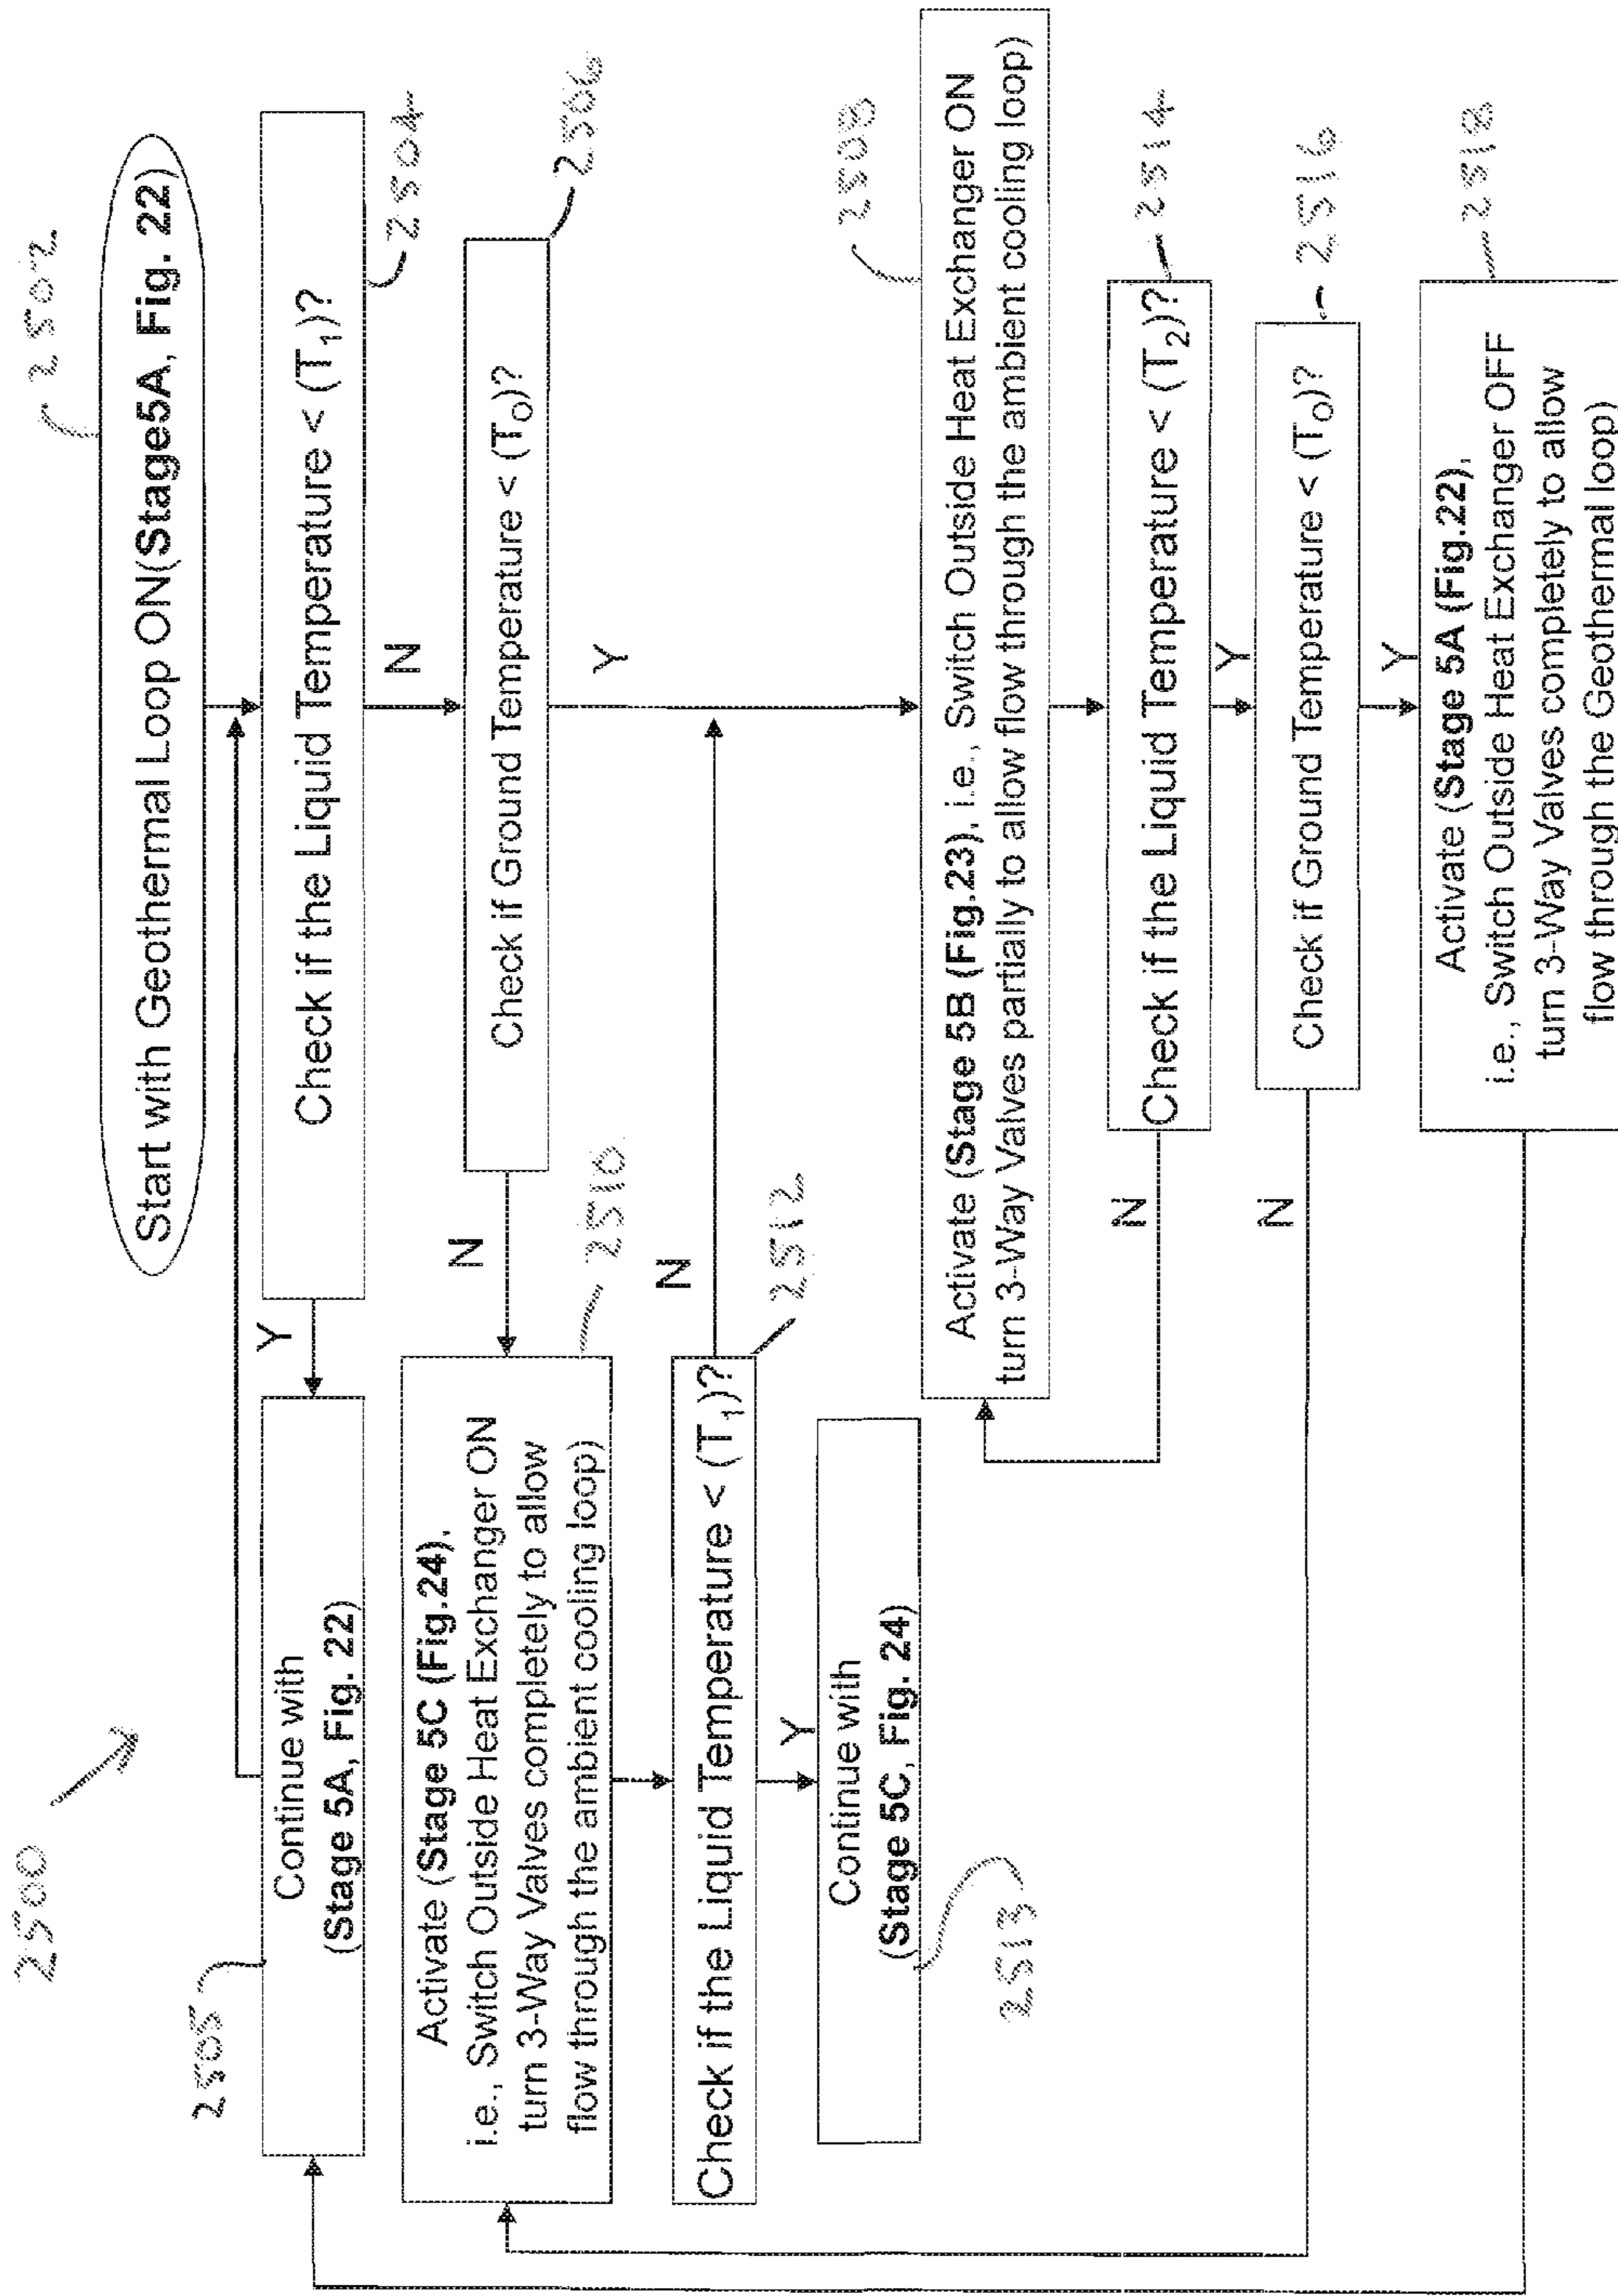 2500
2502
Start with Geothermal Loop ON(Stage5A, Fig. 22)
2505
Continue with
(Stage 5A, Fig. 22)
Y
Check if the Liquid Temperature < (T₁)?
2504
N
Activate (Stage 5C (Fig.24),
i.e., Switch Outside Heat Exchanger ON
turn 3-Way Valves completely to allow
flow through the ambient cooling loop)
2510
N
Check if Ground Temperature < (T₀)?
2506
Y
Check if the Liquid Temperature < (T₁)?
2512
N
Y
Continue with
(Stage 5C, Fig. 24)
2513
Activate (Stage 5B (Fig.23), i.e., Switch Outside Heat Exchanger ON
turn 3-Way Valves partially to allow flow through the ambient cooling loop)
2508
Check if the Liquid Temperature < (T₂)?
2514
N
Y
Check if Ground Temperature < (T₀)?
2516
N
Y
Activate (Stage 5A (Fig.22),
i.e., Switch Outside Heat Exchanger OFF
turn 3-Way Valves completely to allow
flow through the Geothermal loop)
2518